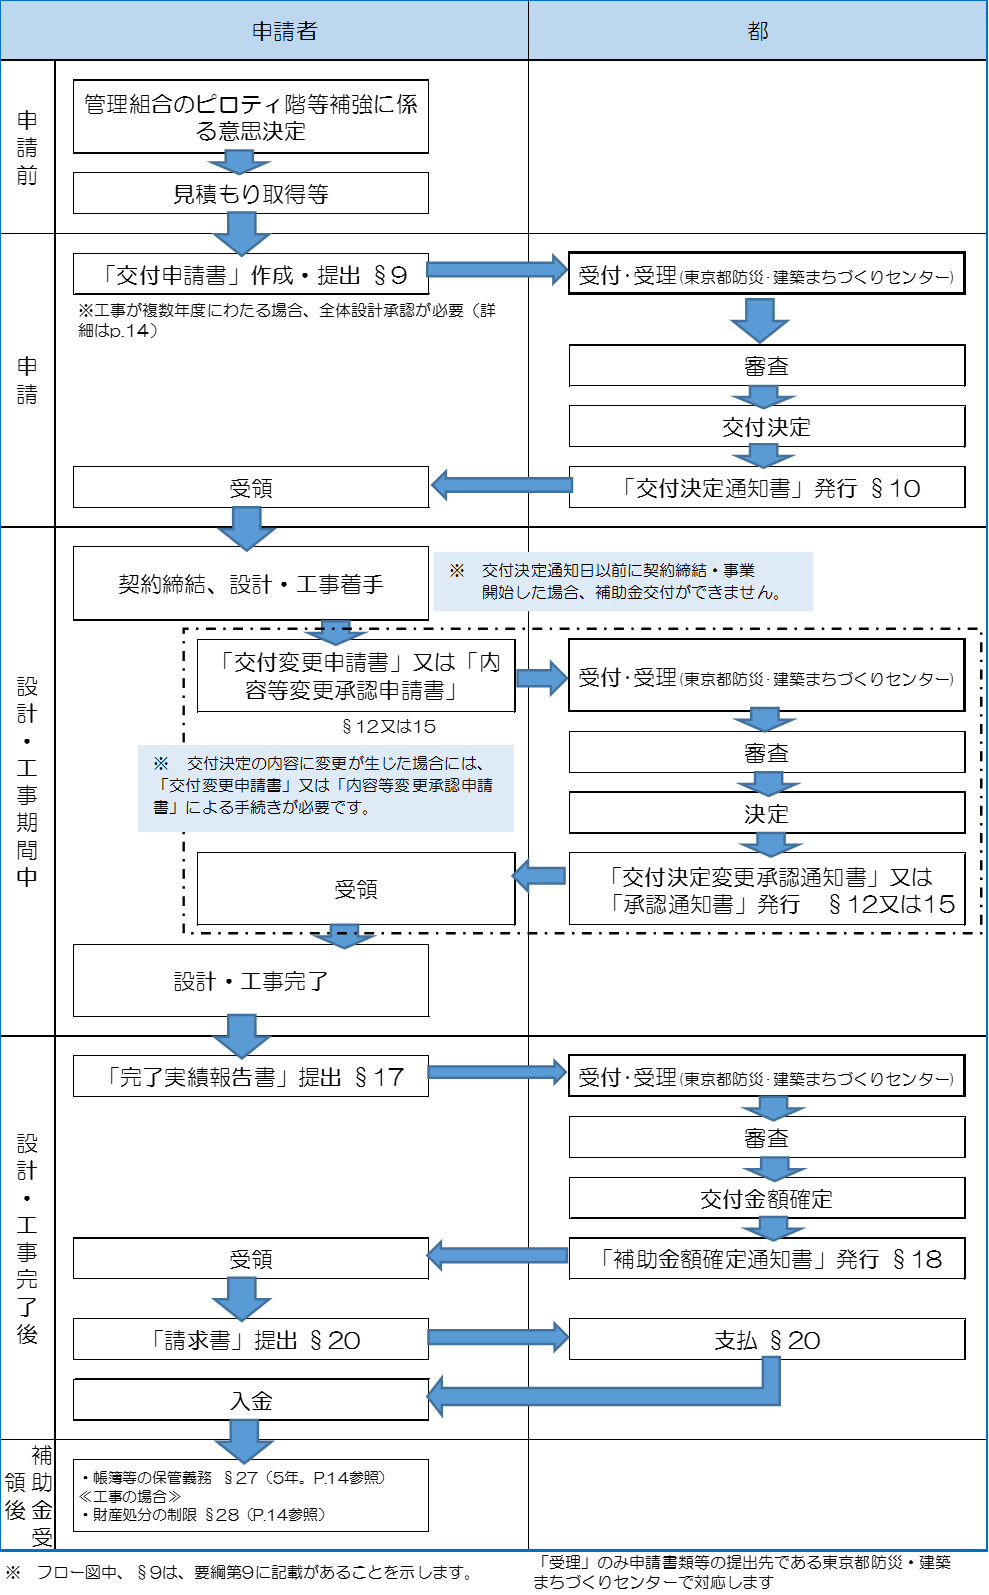 申請者
都
申請前
管理組合のピロティ階等補強に係
る意思決定
見積もり取得等
申請
「交付申請書」作成・提出 §9
受付・受理(東京都防災・建築まちづくりセンター)
※工事が複数年度にわたる場合、全体設計承認が必要（詳
細はp.14）
審査
交付決定
「交付決定通知書」発行 §10
受領
設計・工事期間中
契約締結、設計・工事着手
※　交付決定通知日以前に契約締結・事業
開始した場合、補助金交付ができません。
「交付変更申請書」又は「内
容等変更承認申請書」
§12又は15
受付・受理(東京都防災・建築まちづくりセンター)
※　交付決定の内容に変更が生じた場合には、
「交付変更申請書」又は「内容等変更承認申請
書」による手続きが必要です。
審査
決定
「交付決定変更承認通知書」又は
「承認通知書」発行　§12又は15
受領
設計・工事完了
設計・工事完了後
「完了実績報告書」提出 §17
受付・受理(東京都防災・建築まちづくりセンター)
審査
交付金額確定
「補助金額確定通知書」発行 §18
受領
「請求書」提出 §20
支払 §20
入金
補助金受
領後
・帳簿等の保管義務　§27（5年。P.14参照）
≪工事の場合≫
・財産処分の制限 §28（P.14参照）
※　フロー図中、§9は、要綱第9に記載があることを示します。
「受理」のみ申請書類等の提出先である東京都防災・建築
まちづくりセンターで対応します